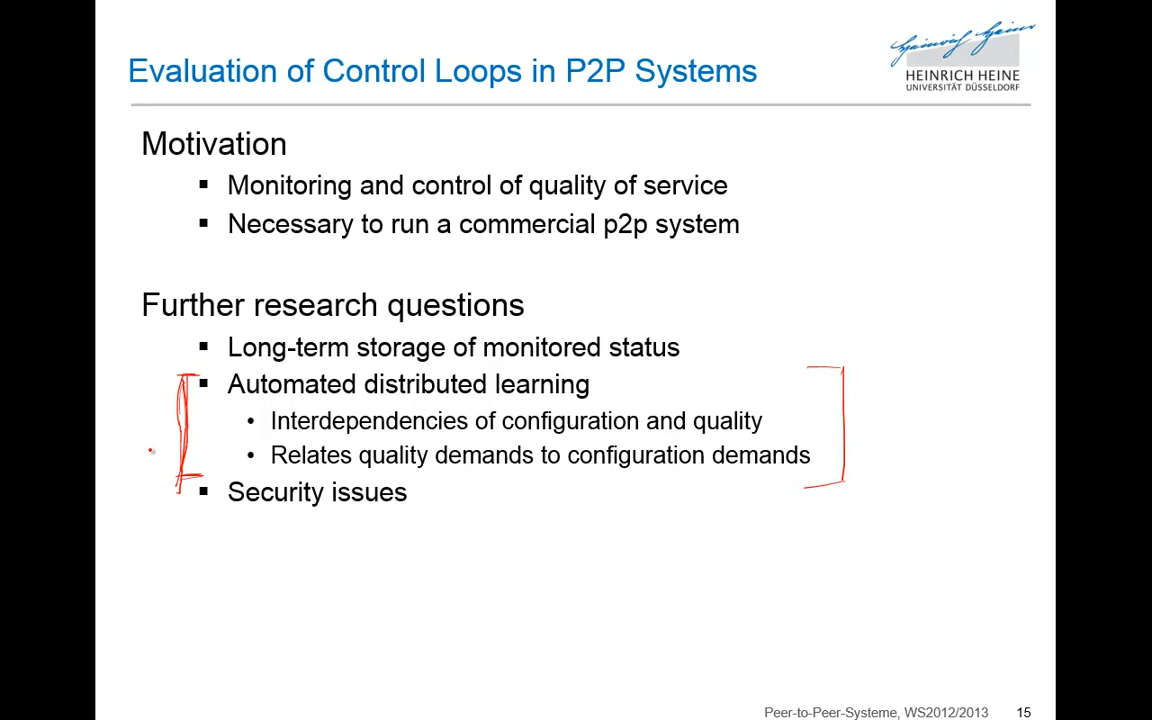 Heinrich Heine
HEINRICH HEINE
UNIVERSITÄT DÜSSELDORF
Evaluation of Control Loops in P2P Systems
Motivation
▪ Monitoring and control of quality of service
▪ Necessary to run a commercial p2p system
Further research questions
▪ Long-term storage of monitored status
▪ Automated distributed learning
• Interdependencies of configuration and quality
• Relates quality demands to configuration demands
▪ Security issues
Peer-to-Peer-Systeme, WS2012/2013 15